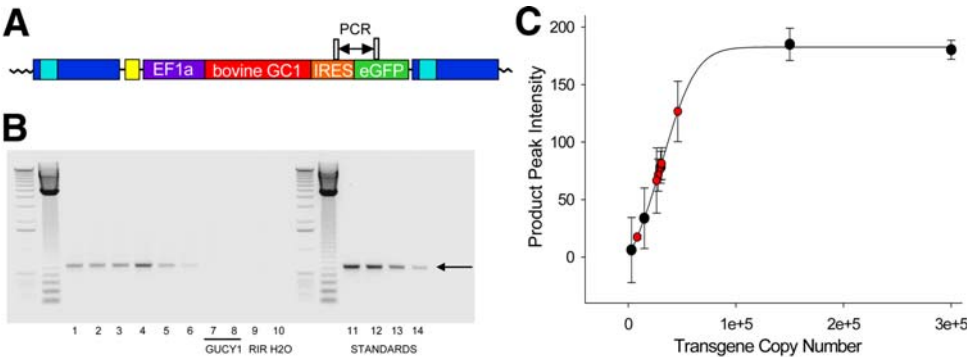 A
PCR
EF1a bovine GC1 IRES eGFP
B
1 2 3 4 5 6 7 8 9 10 11 12 13 14
GUCY1 RIR H2O STANDARDS
C
Product Peak Intensity
200
150
100
50
0
0 1e+5 2e+5 3e+5
Transgene Copy Number